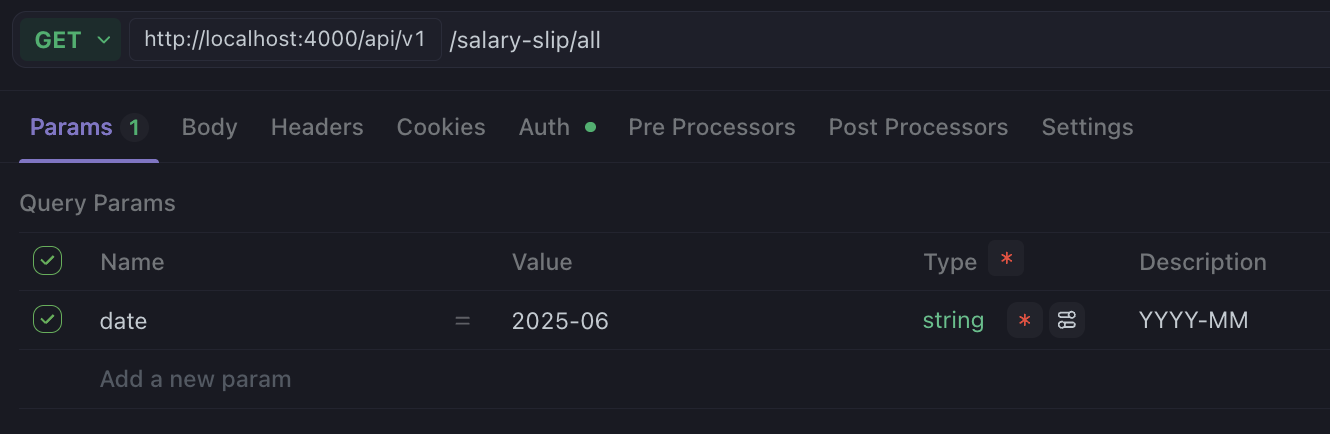 GET http://localhost:4000/api/v1 /salary-slip/all
Params 1 Body Headers Cookies Auth Pre Processors Post Processors Settings
Query Params
Name Value Type * Description
date = 2025-06 string * YYYY-MM
Add a new param